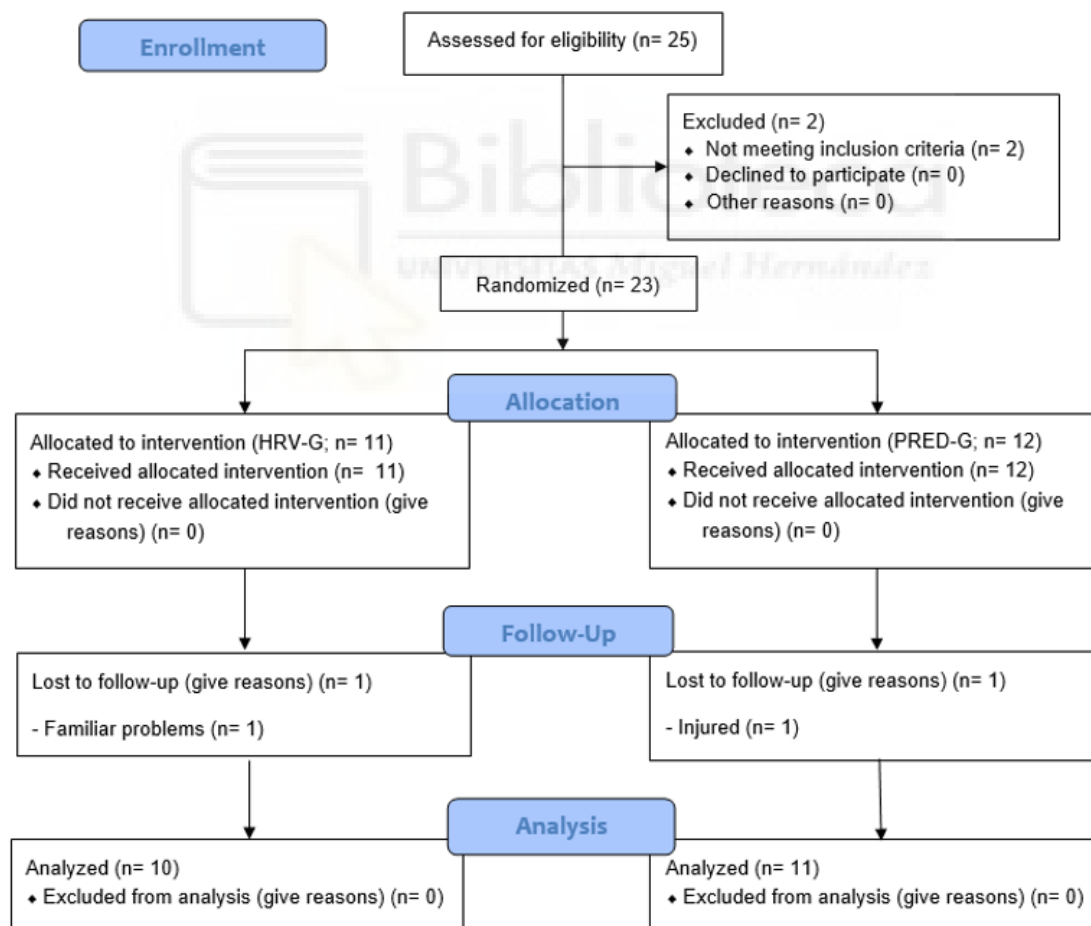 Enrollment
Assessed for eligibility (n= 25)
Excluded (n= 2)
⬥ Not meeting inclusion criteria (n= 2)
⬥ Declined to participate (n= 0)
⬥ Other reasons (n= 0)
Biblioteca
UNIVERSITAS Miguel Hernández
Randomized (n= 23)
Allocation
Allocated to intervention (HRV-G; n= 11)
⬥ Received allocated intervention (n= 11)
⬥ Did not receive allocated intervention (give
reasons) (n= 0)
Allocated to intervention (PRED-G; n= 12)
⬥ Received allocated intervention (n= 12)
⬥ Did not receive allocated intervention (give
reasons) (n= 0)
Follow-Up
Lost to follow-up (give reasons) (n= 1)
- Familiar problems (n= 1)
Lost to follow-up (give reasons) (n= 1)
- Injured (n= 1)
Analysis
Analyzed (n= 10)
⬥ Excluded from analysis (give reasons) (n= 0)
Analyzed (n= 11)
⬥ Excluded from analysis (give reasons) (n= 0)